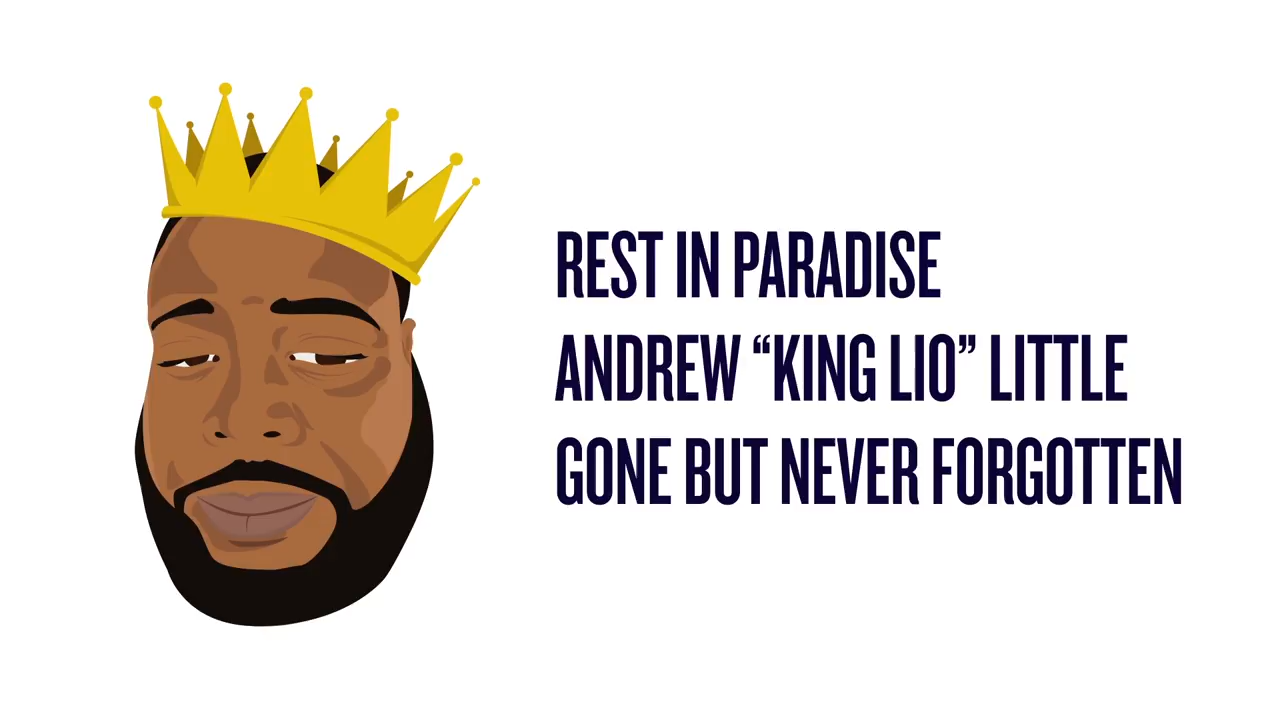 REST IN PARADISE
ANDREW “KING LIO” LITTLE
GONE BUT NEVER FORGOTTEN